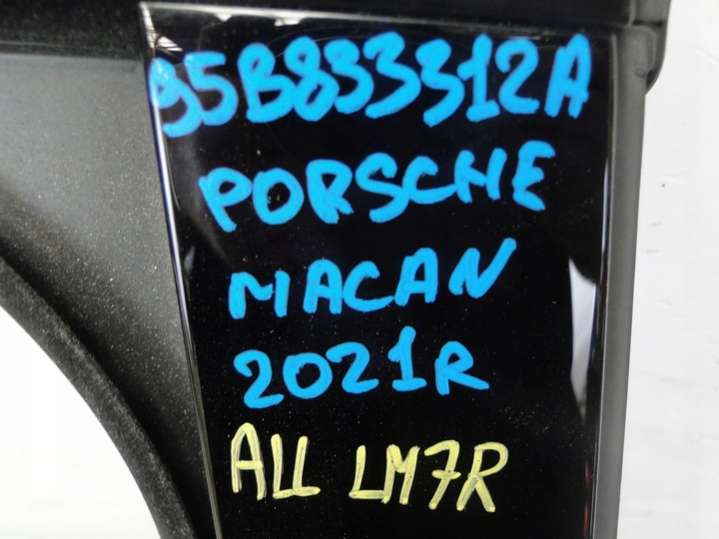 95B833312A
PORSCHE
MACAN
2021R
ALL LM7R